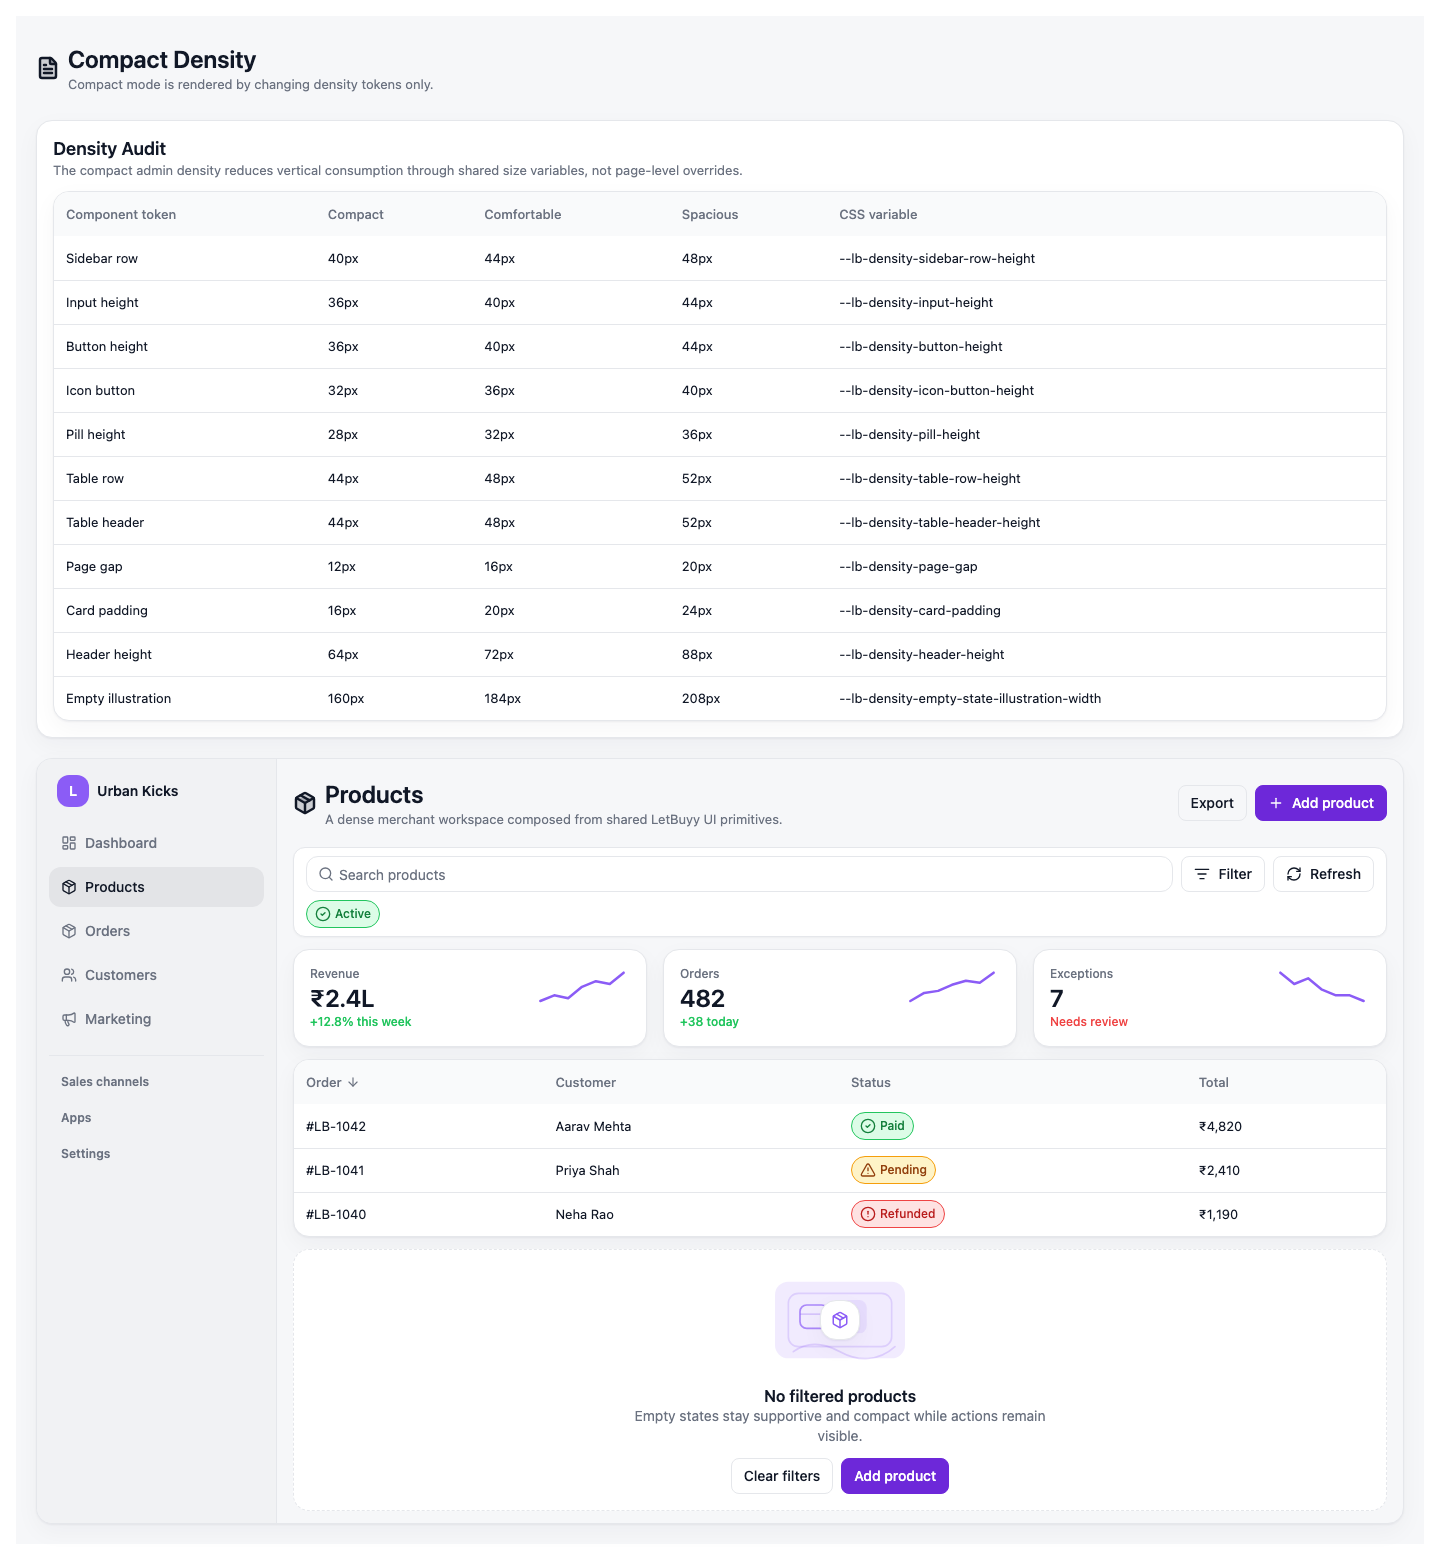 Compact Density
Compact mode is rendered by changing density tokens only.
Density Audit
The compact admin density reduces vertical consumption through shared size variables, not page-level overrides.
Component token Compact Comfortable Spacious CSS variable
Sidebar row 40px 44px 48px --lb-density-sidebar-row-height
Input height 36px 40px 44px --lb-density-input-height
Button height 36px 40px 44px --lb-density-button-height
Icon button 32px 36px 40px --lb-density-icon-button-height
Pill height 28px 32px 36px --lb-density-pill-height
Table row 44px 48px 52px --lb-density-table-row-height
Table header 44px 48px 52px --lb-density-table-header-height
Page gap 12px 16px 20px --lb-density-page-gap
Card padding 16px 20px 24px --lb-density-card-padding
Header height 64px 72px 88px --lb-density-header-height
Empty illustration 160px 184px 208px --lb-density-empty-state-illustration-width
L Urban Kicks
Dashboard
Products
Orders
Customers
Marketing
Sales channels
Apps
Settings
Products
A dense merchant workspace composed from shared LetBuyy UI primitives.
Export
Add product
Search products
Filter
Refresh
Active
Revenue
₹2.4L
+12.8% this week
Orders
482
+38 today
Exceptions
7
Needs review
Order Customer Status Total
#LB-1042 Aarav Mehta Paid ₹4,820
#LB-1041 Priya Shah Pending ₹2,410
#LB-1040 Neha Rao Refunded ₹1,190
No filtered products
Empty states stay supportive and compact while actions remain
visible.
Clear filters
Add product